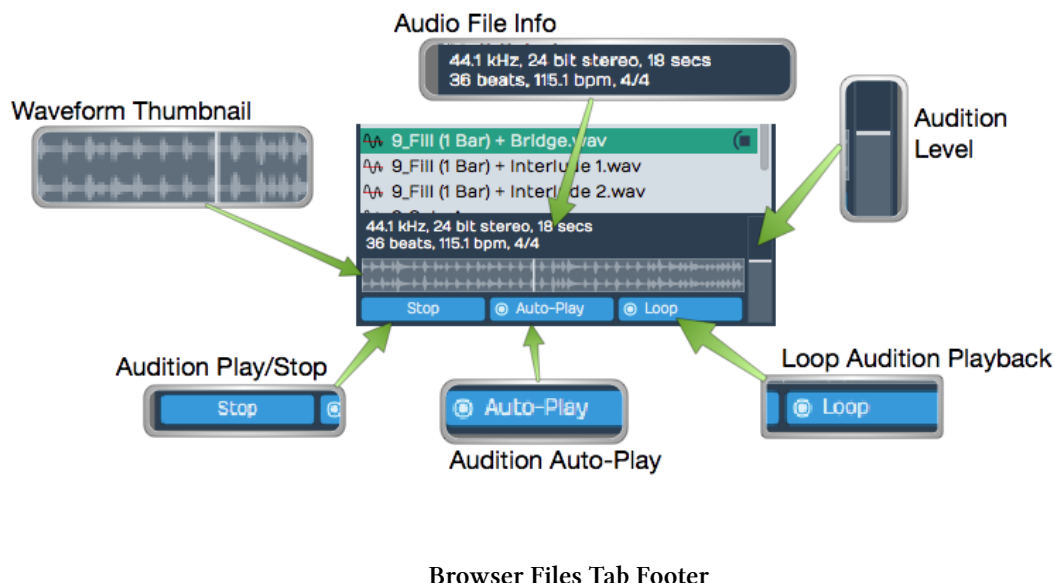 Audio File Info
44.1 kHz, 24 bit stereo, 18 secs
36 beats, 115.1 bpm, 4/4
Waveform Thumbnail
Audition
Level
9_Fill (1 Bar) + Bridge.wav
9_Fill (1 Bar) + Interlude 1.wav
9_Fill (1 Bar) + Interlude 2.wav
44.1 kHz, 24 bit stereo, 18 secs
36 beats, 115.1 bpm, 4/4
Stop Auto-Play Loop
Audition Play/Stop
Stop
Auto-Play
Audition Auto-Play
Loop Audition Playback
Loop
Browser Files Tab Footer